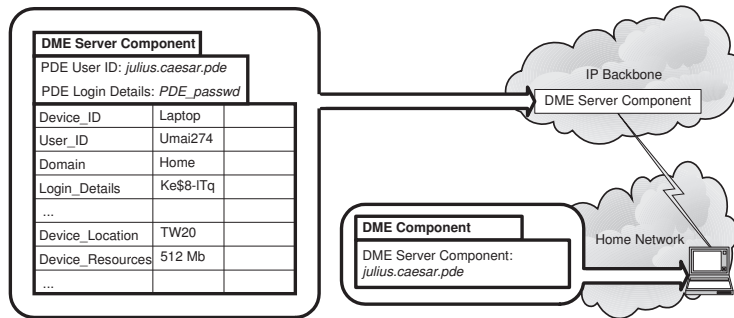 DME Server Component
PDE User ID: julius.caesar.pde
PDE Login Details: PDE_passwd
Device_ID Laptop
User_ID Umai274
Domain Home
Login_Details Ke$8-lTq
...
Device_Location TW20
Device_Resources 512 Mb
...
IP Backbone
DME Server Component
DME Component
DME Server Component:
julius.caesar.pde
Home Network